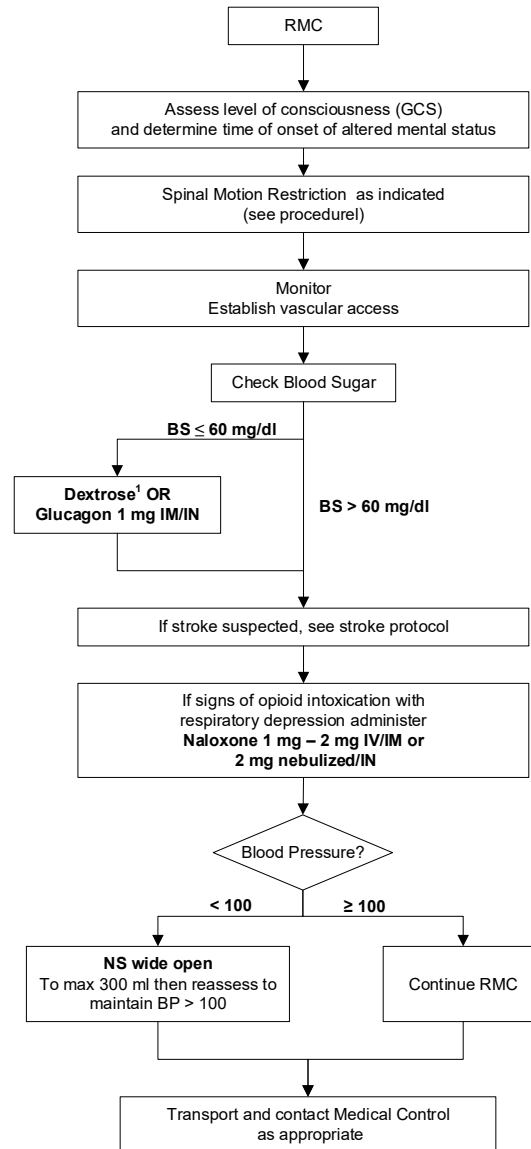 RMC
Assess level of consciousness (GCS)
and determine time of onset of altered mental status
Spinal Motion Restriction as indicated
(see procedurel)
Monitor
Establish vascular access
Check Blood Sugar
BS ≤ 60 mg/dl
Dextrose¹ OR
Glucagon 1 mg IM/IN
BS > 60 mg/dl
If stroke suspected, see stroke protocol
If signs of opioid intoxication with
respiratory depression administer
Naloxone 1 mg – 2 mg IV/IM or
2 mg nebulized/IN
Blood Pressure?
< 100
≥ 100
NS wide open
To max 300 ml then reassess to
maintain BP > 100
Continue RMC
Transport and contact Medical Control
as appropriate